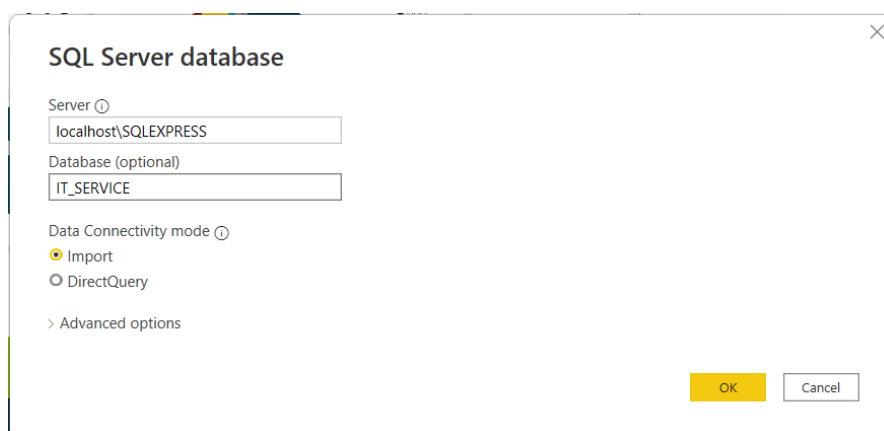 SQL Server database
Server
localhost\SQLEXPRESS
Database (optional)
IT_SERVICE
Data Connectivity mode
Import
DirectQuery
Advanced options
OK Cancel